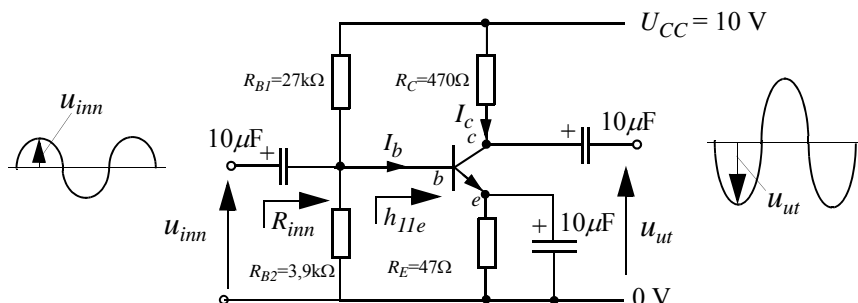 U_CC = 10 V
R_B1=27kΩ
R_C=470Ω
u_inn
I_c
c
10μF
+
10μF
+
I_b
b
e
R_inn
h_11e
+
10μF
u_inn
u_ut
u_ut
R_B2=3,9kΩ
R_E=47Ω
0 V